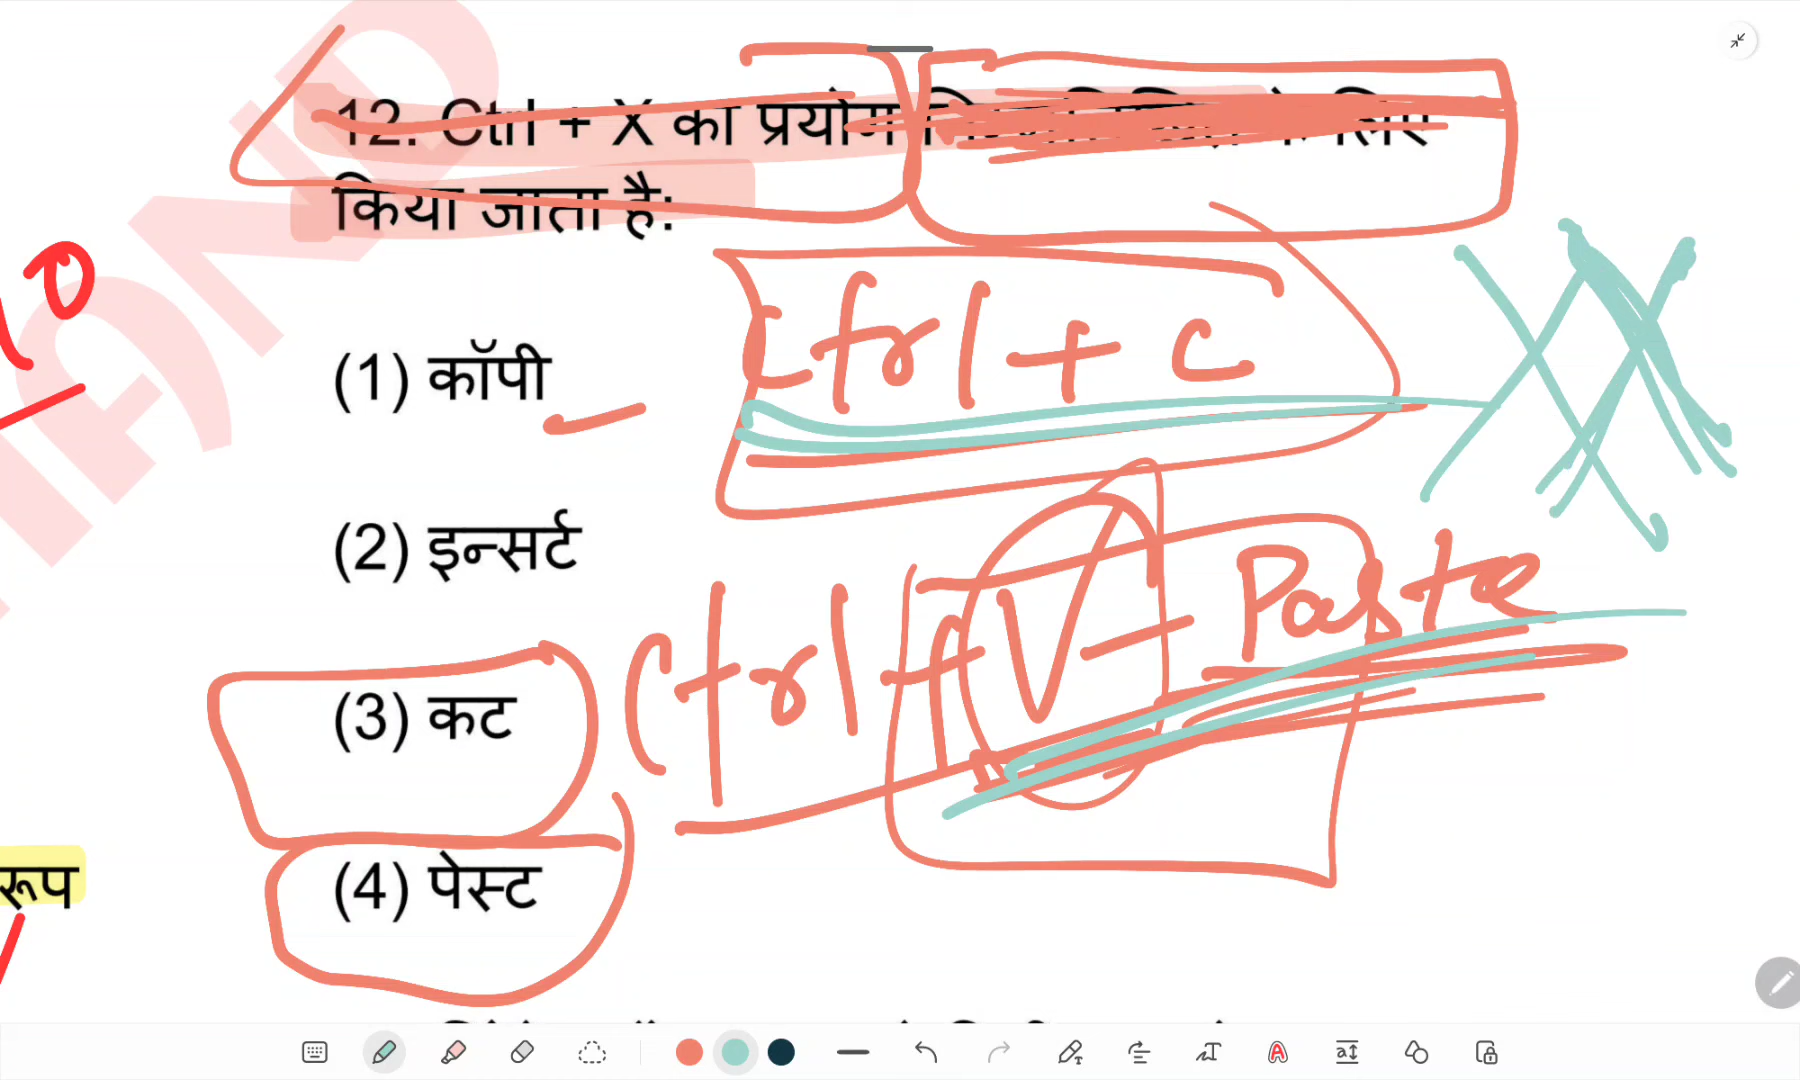 12. Ctrl + X का प्रयोग के लिए
किया जाता है:
(1) कॉपी
Ctrl + C
(2) इन्सर्ट
Ctrl + V - Paste
(3) कट
(4) पेस्ट
रूप